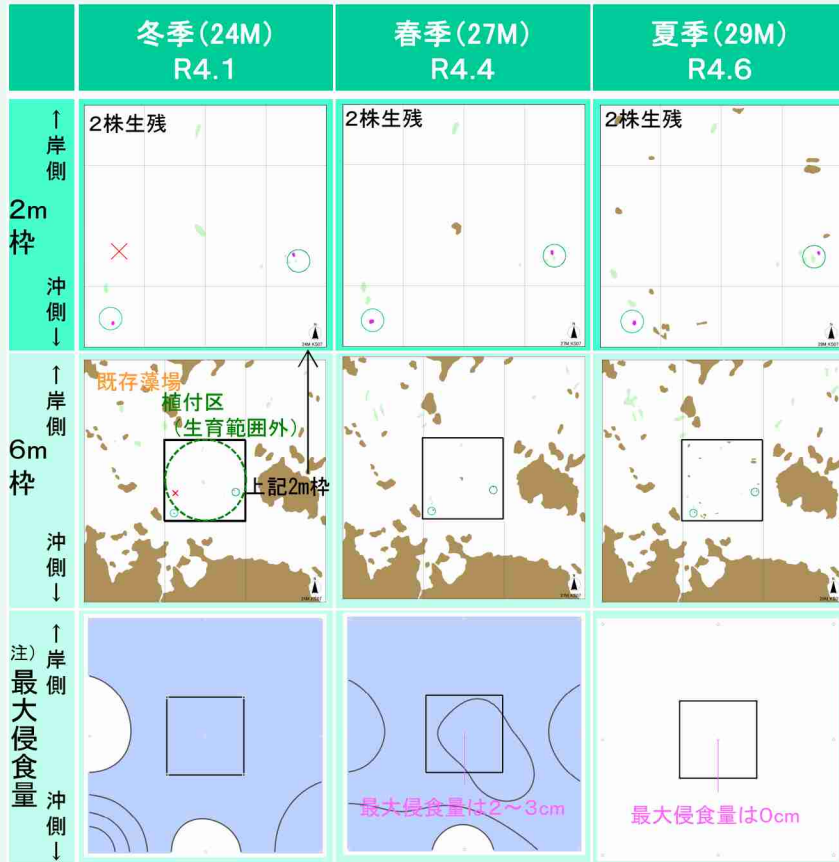 冬季(24M)
R4.1
春季(27M)
R4.4
夏季(29M)
R4.6
↑
岸
側
2m
枠
沖
側
↓
2株生残
2株生残
2株生残
↑
岸
側
6m
枠
沖
側
↓
既存藻場
植付区
(生育範囲外)
上記2m枠
注)
最大侵食量
↑
岸
側
沖
側
↓
最大侵食量は2～3cm
最大侵食量は0cm